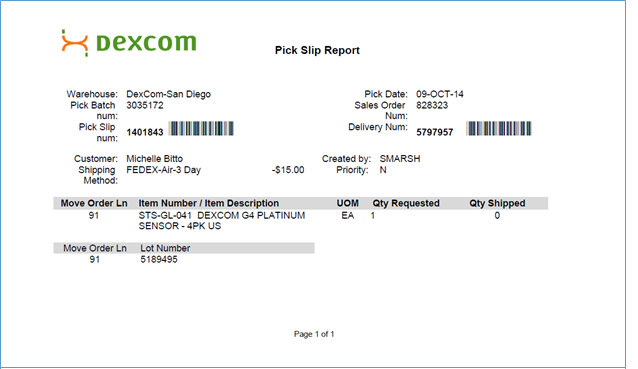 DEXCOM
Pick Slip Report
Warehouse: DexCom-San Diego Pick Date: 09-OCT-14
Pick Batch num: 3035172 Sales Order Num: 828323
Pick Slip num: 1401843 Delivery Num: 5797957
Customer: Michelle Bitto Created by: SMARSH
Shipping Method: FEDEX-Air-3 Day -$15.00 Priority: N
Move Order Ln Item Number / Item Description UOM Qty Requested Qty Shipped
91 STS-GL-041 DEXCOM G4 PLATINUM EA 1 0
SENSOR - 4PK US
Move Order Ln Lot Number
91 5189495
Page 1 of 1